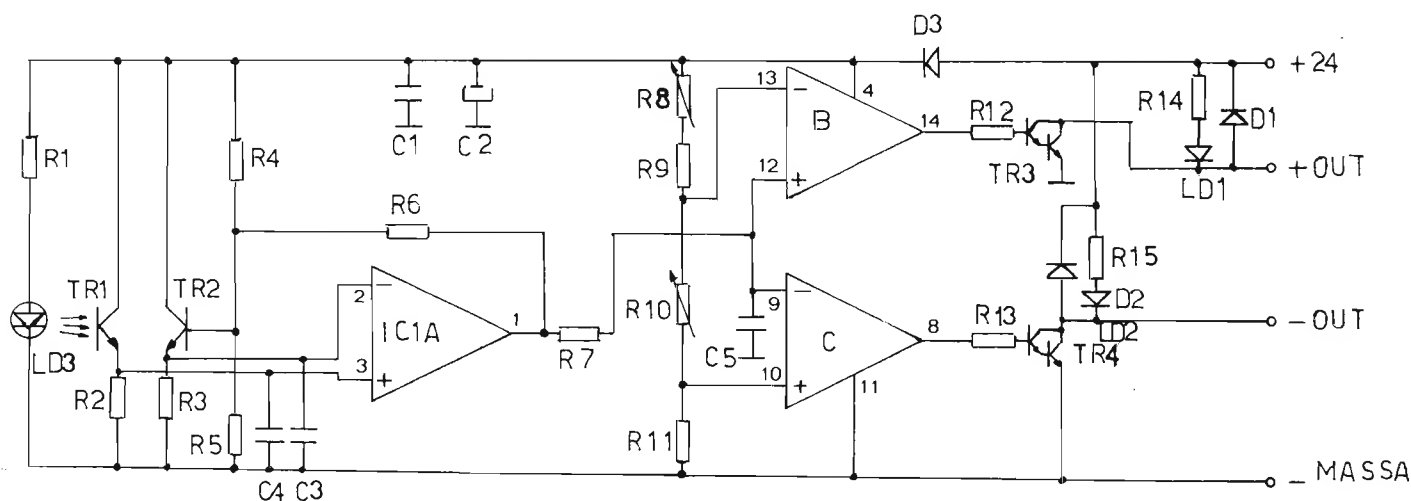 D3
+24
R1
R4
C1
C2
R8
R9
13
−
B
4
12
+
14
R12
TR3
R14
LD1
D1
+OUT
R6
TR1
TR2
LD3
2
−
IC1A
3
+
1
R7
R10
C5
9
−
C
10
+
11
8
R13
TR4
R15
D2
LD2
−OUT
R2
R3
R5
C4
C3
R11
− MASSA